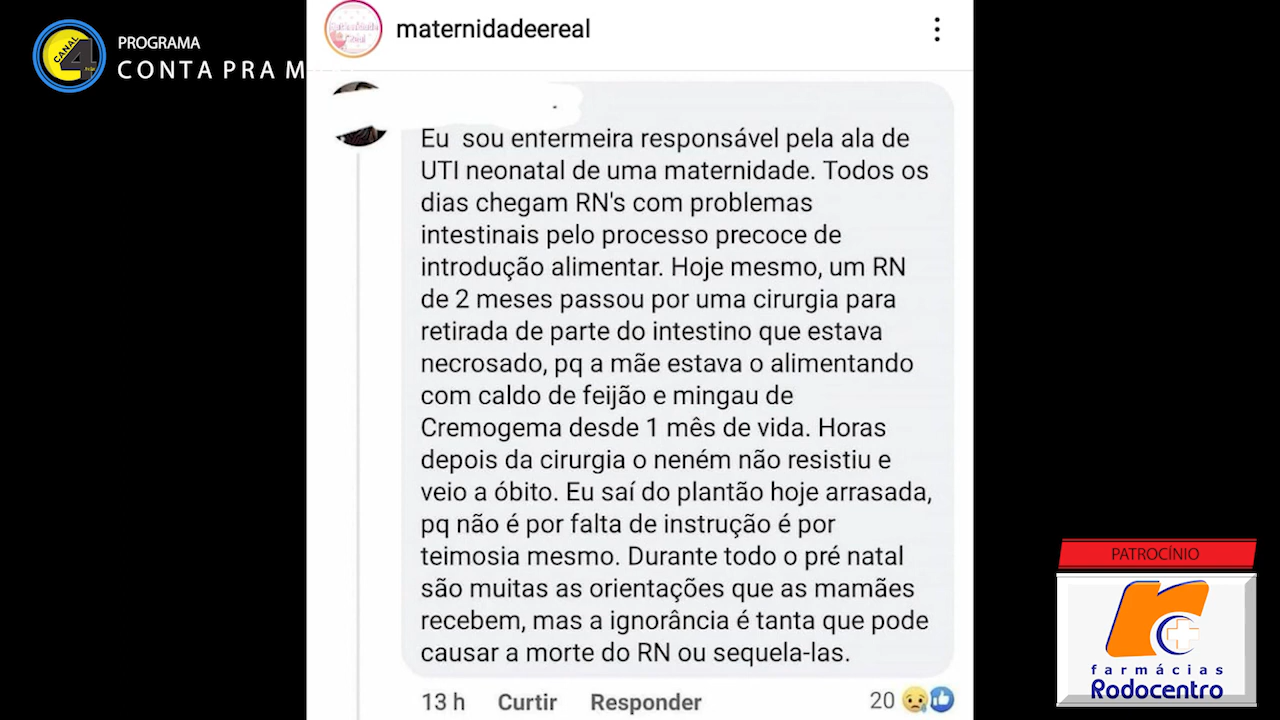 CANAL
4
PROGRAMA
CONTA PRA M
maternidadeereal
Eu sou enfermeira responsável pela ala de
UTI neonatal de uma maternidade. Todos os
dias chegam RN's com problemas
intestinais pelo processo precoce de
introdução alimentar. Hoje mesmo, um RN
de 2 meses passou por uma cirurgia para
retirada de parte do intestino que estava
necrosado, pq a mãe estava o alimentando
com caldo de feijão e mingau de
Cremogema desde 1 mês de vida. Horas
depois da cirurgia o neném não resistiu e
veio a óbito. Eu saí do plantão hoje arrasada,
pq não é por falta de instrução é por
teimosia mesmo. Durante todo o pré natal
são muitas as orientações que as mamães
recebem, mas a ignorância é tanta que pode
causar a morte do RN ou sequela-las.
13 h Curtir Responder 20
PATROCÍNIO
farmácias
Rodocentro